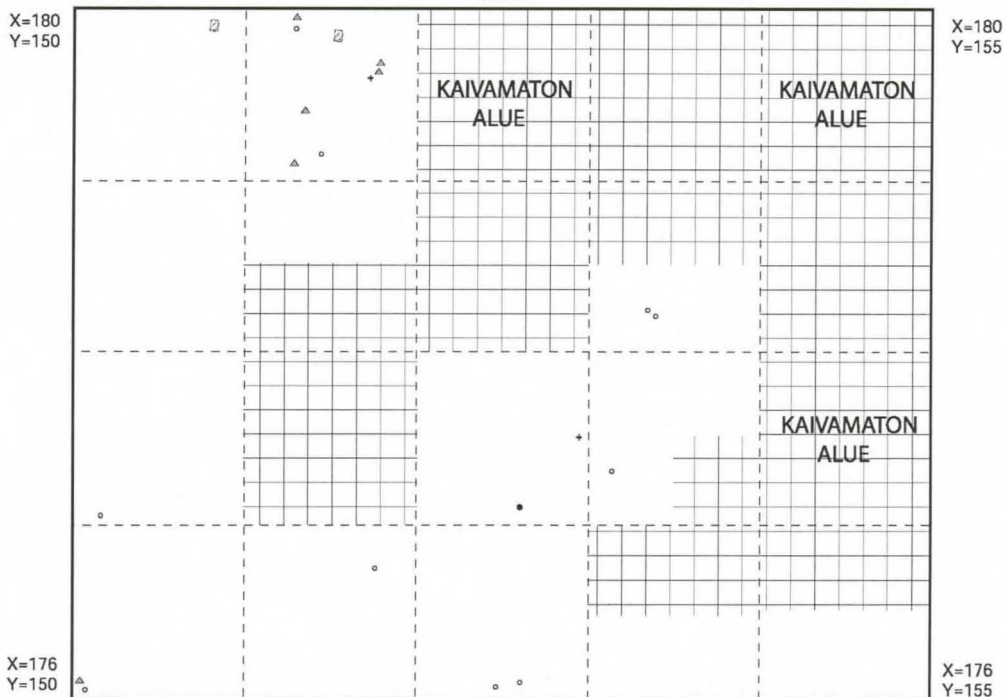 X=180
Y=150
X=180
Y=155
KAIVAMATON
ALUE
KAIVAMATON
ALUE
KAIVAMATON
ALUE
X=176
Y=150
X=176
Y=155